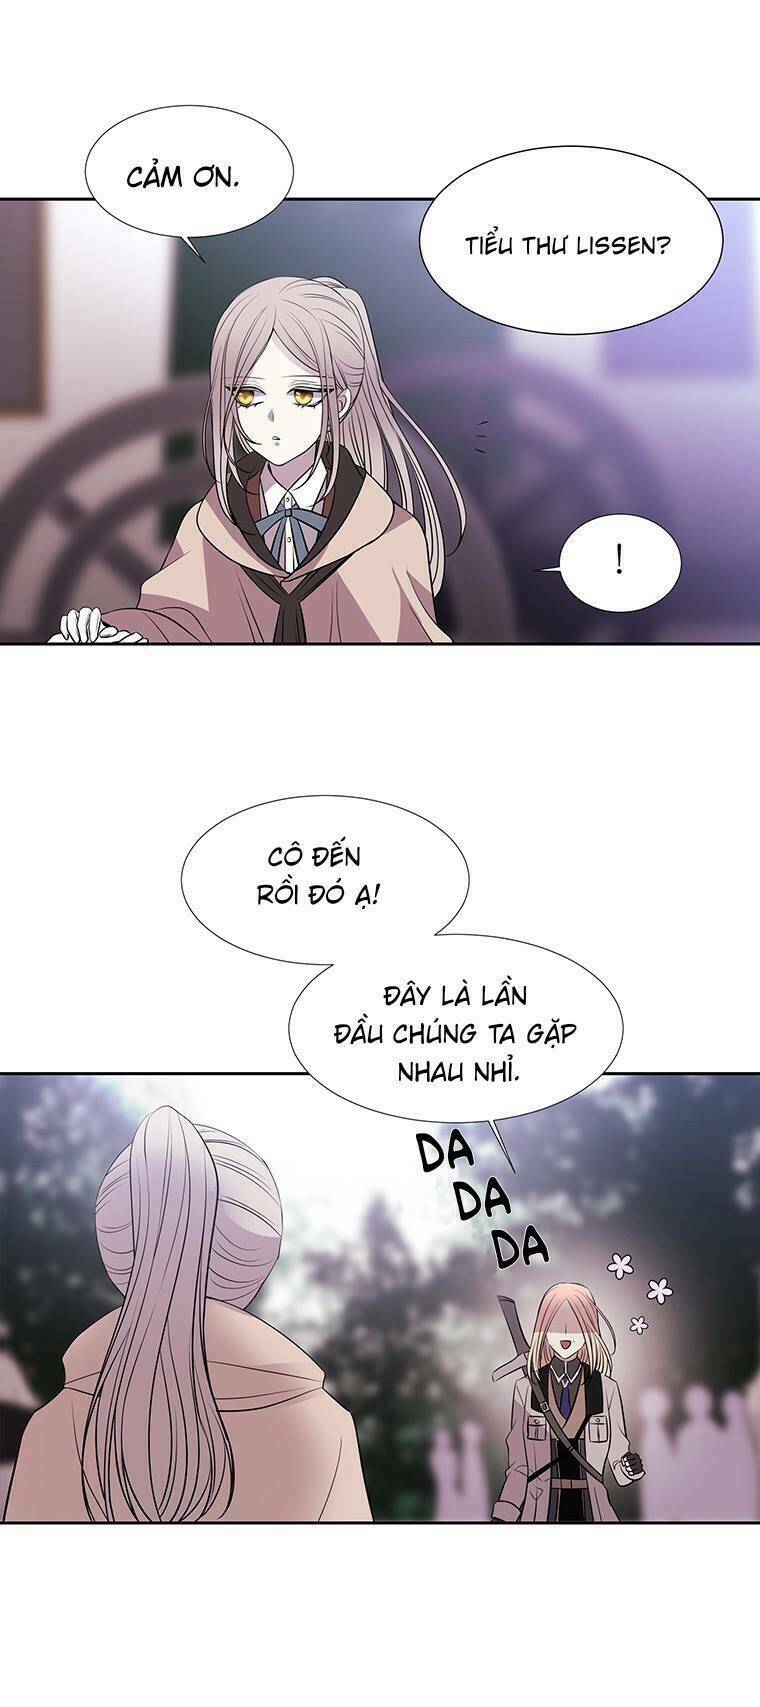 CẢM ƠN.
TIỂU THƯ LISSEN?
!
CÔ ĐẾN
RỒI ĐÓ Ạ!
ĐÂY LÀ LẦN
ĐẦU CHÚNG TA GẶP
NHAU NHỈ.
DA
DA
DA